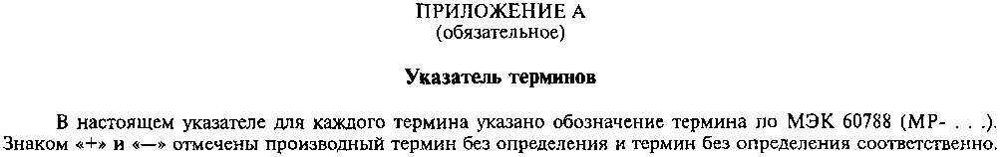 ПРИЛОЖЕНИЕ А
(обязательное)
Указатель терминов
В настоящем указателе для каждого термина указано обозначение термина по МЭК 60788 (МР- . . .).
Знаком «+» и «—» отмечены производный термин без определения и термин без определения соответственно.